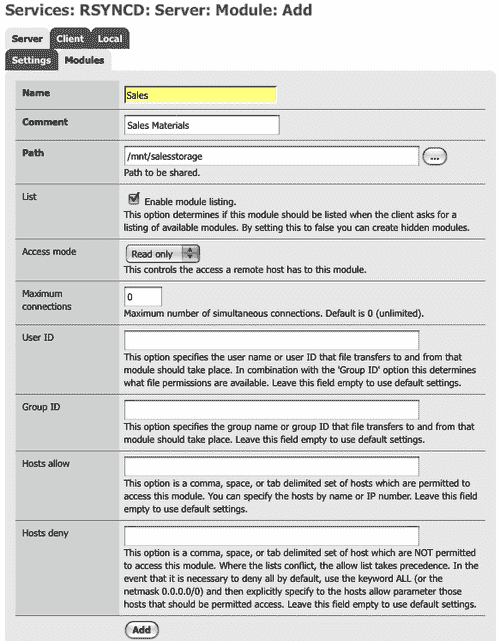 Services: RSYNCD: Server: Module: Add
Server Client Local
Settings Modules
Name Sales
Comment Sales Materials
Path /mnt/salesstorage ...
Path to be shared.
List Enable module listing.
This option determines if this module should be listed when the client asks for a
listing of available modules. By setting this to false you can create hidden modules.
Access mode Read only
This controls the access a remote host has to this module.
Maximum
connections 0
Maximum number of simultaneous connections. Default is 0 (unlimited).
User ID
This option specifies the user name or user ID that file transfers to and from that
module should take place. In combination with the 'Group ID' option this determines
what file permissions are available. Leave this field empty to use default settings.
Group ID
This option specifies the group name or group ID that file transfers to and from that
module should take place. Leave this field empty to use default settings.
Hosts allow
This option is a comma, space, or tab delimited set of hosts which are permitted to
access this module. You can specify the hosts by name or IP number. Leave this field
empty to use default settings.
Hosts deny
This option is a comma, space, or tab delimited set of host which are NOT permitted
to access this module. Where the lists conflict, the allow list takes precedence. In the
event that it is necessary to deny all by default, use the keyword ALL (or the
netmask 0.0.0.0/0) and then explicitly specify to the hosts allow parameter those
hosts that should be permitted access. Leave this field empty to use default settings.
Add